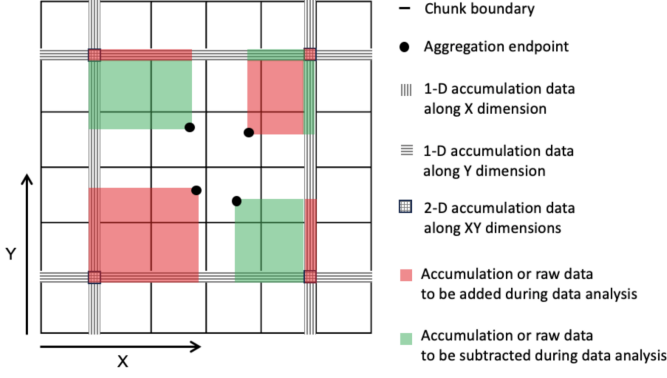 Chunk boundary
Aggregation endpoint
1-D accumulation data
along X dimension
1-D accumulation data
along Y dimension
2-D accumulation data
along XY dimensions
Accumulation or raw data
to be added during data analysis
Accumulation or raw data
to be subtracted during data analysis
Y
X